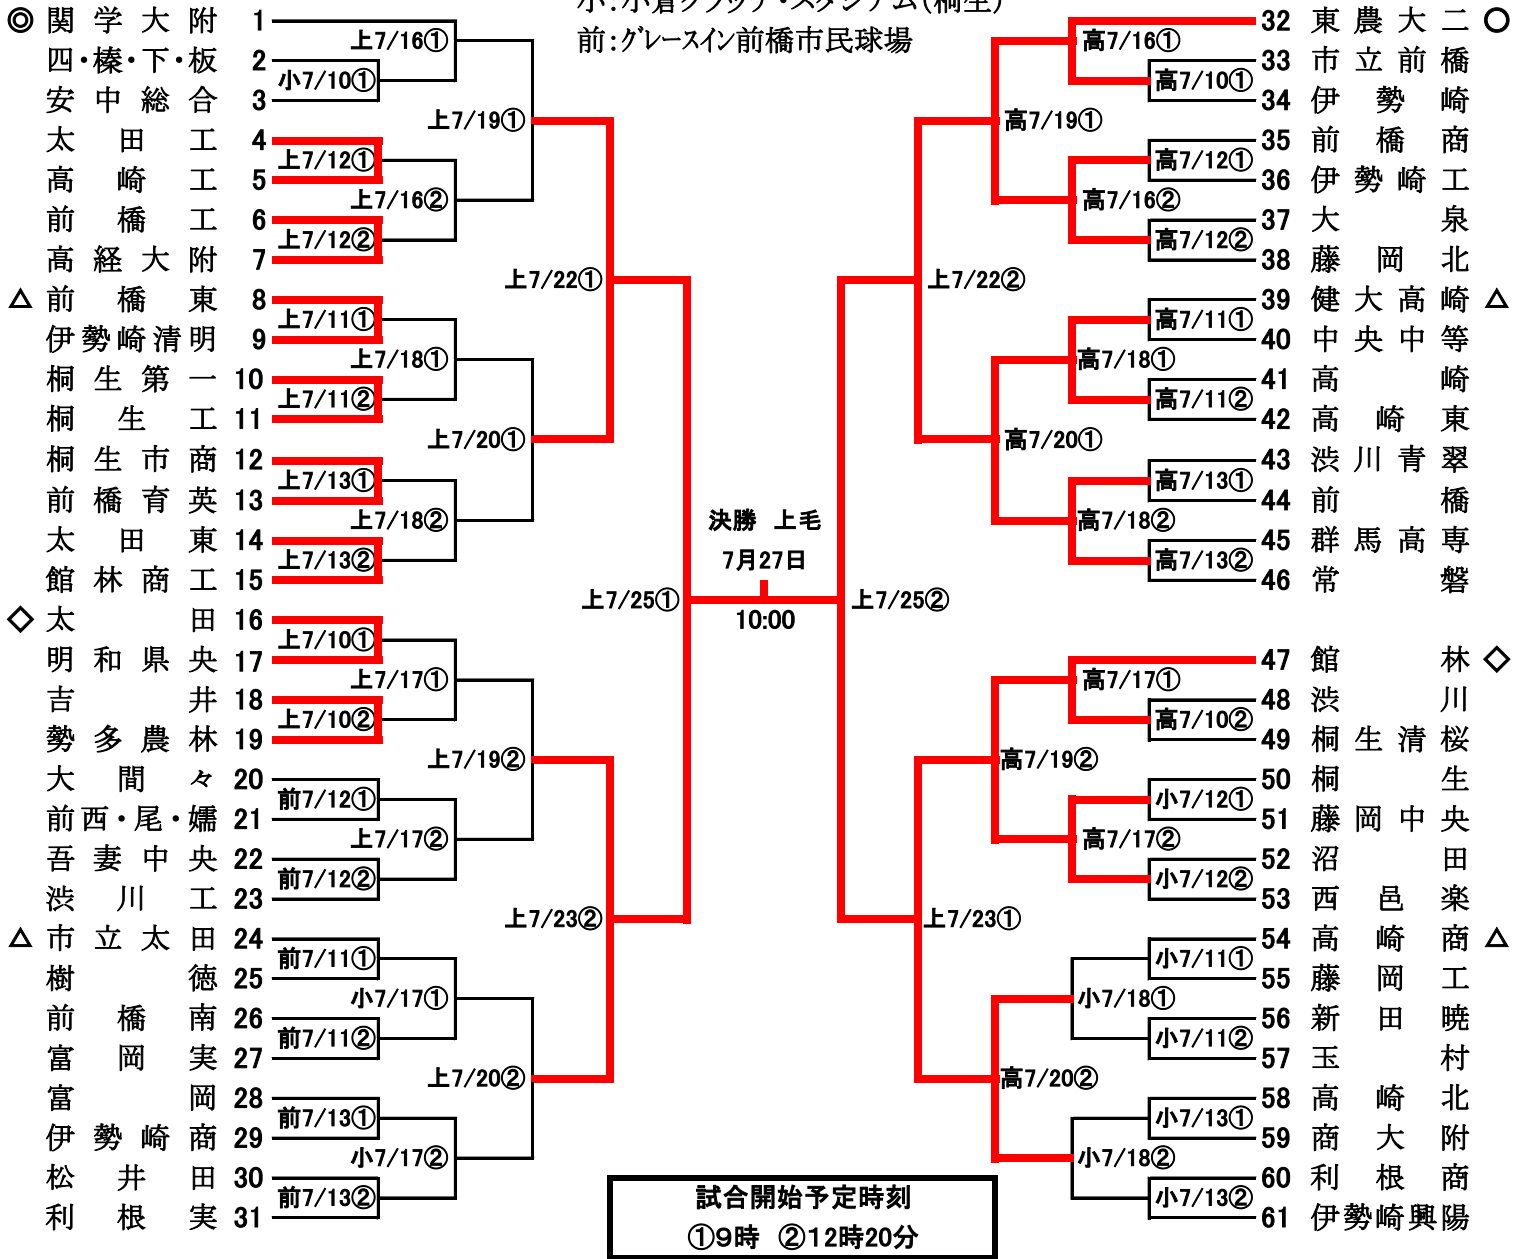 小:小倉クラッチ・スタジアム(桐生)
前:グレースイン前橋市民球場
◎ 関学大附 1
四・榛・下・板 2
安中総合 3
太田工 4
高崎工 5
前橋工 6
高経大附 7
△ 前橋東 8
伊勢崎清明 9
桐生第一 10
桐生工 11
桐生市商 12
前橋育英 13
太田東 14
館林商工 15
◇ 太田 16
明和県央 17
吉井 18
勢多農林 19
大間々 20
前西・尾・嬬 21
吾妻中央 22
渋川工 23
△ 市立太田 24
樹徳 25
前橋南 26
富岡実 27
富岡 28
伊勢崎商 29
松井田 30
利根実 31
小7/10①
上7/12①
上7/12②
上7/11①
上7/11②
上7/13①
上7/13②
上7/10①
上7/10②
前7/12①
前7/12②
前7/11①
前7/11②
前7/13①
前7/13②
上7/16①
上7/16②
上7/18①
上7/18②
上7/17①
上7/17②
小7/17①
小7/17②
上7/19①
上7/20①
上7/19②
上7/20②
上7/22①
上7/23②
上7/25①
決勝 上毛
7月27日
10:00
上7/25②
上7/22②
上7/23①
高7/19①
高7/20①
高7/19②
高7/20②
高7/16①
高7/16②
高7/18①
高7/18②
高7/17①
高7/17②
小7/18①
小7/18②
高7/10①
高7/12①
高7/12②
高7/11①
高7/11②
高7/13①
高7/13②
高7/10②
小7/12①
小7/12②
小7/11①
小7/11②
小7/13①
小7/13②
32 東農大二 ○
33 市立前橋
34 伊勢崎
35 前橋商
36 伊勢崎工
37 大泉
38 藤岡北
39 健大高崎 △
40 中央中等
41 高崎
42 高崎東
43 渋川青翠
44 前橋
45 群馬高専
46 常磐
47 館林 ◇
48 渋川
49 桐生清桜
50 桐生
51 藤岡中央
52 沼田
53 西邑楽
54 高崎商 △
55 藤岡工
56 新田暁
57 玉村
58 高崎北
59 商大附
60 利根商
61 伊勢崎興陽
試合開始予定時刻
①9時 ②12時20分